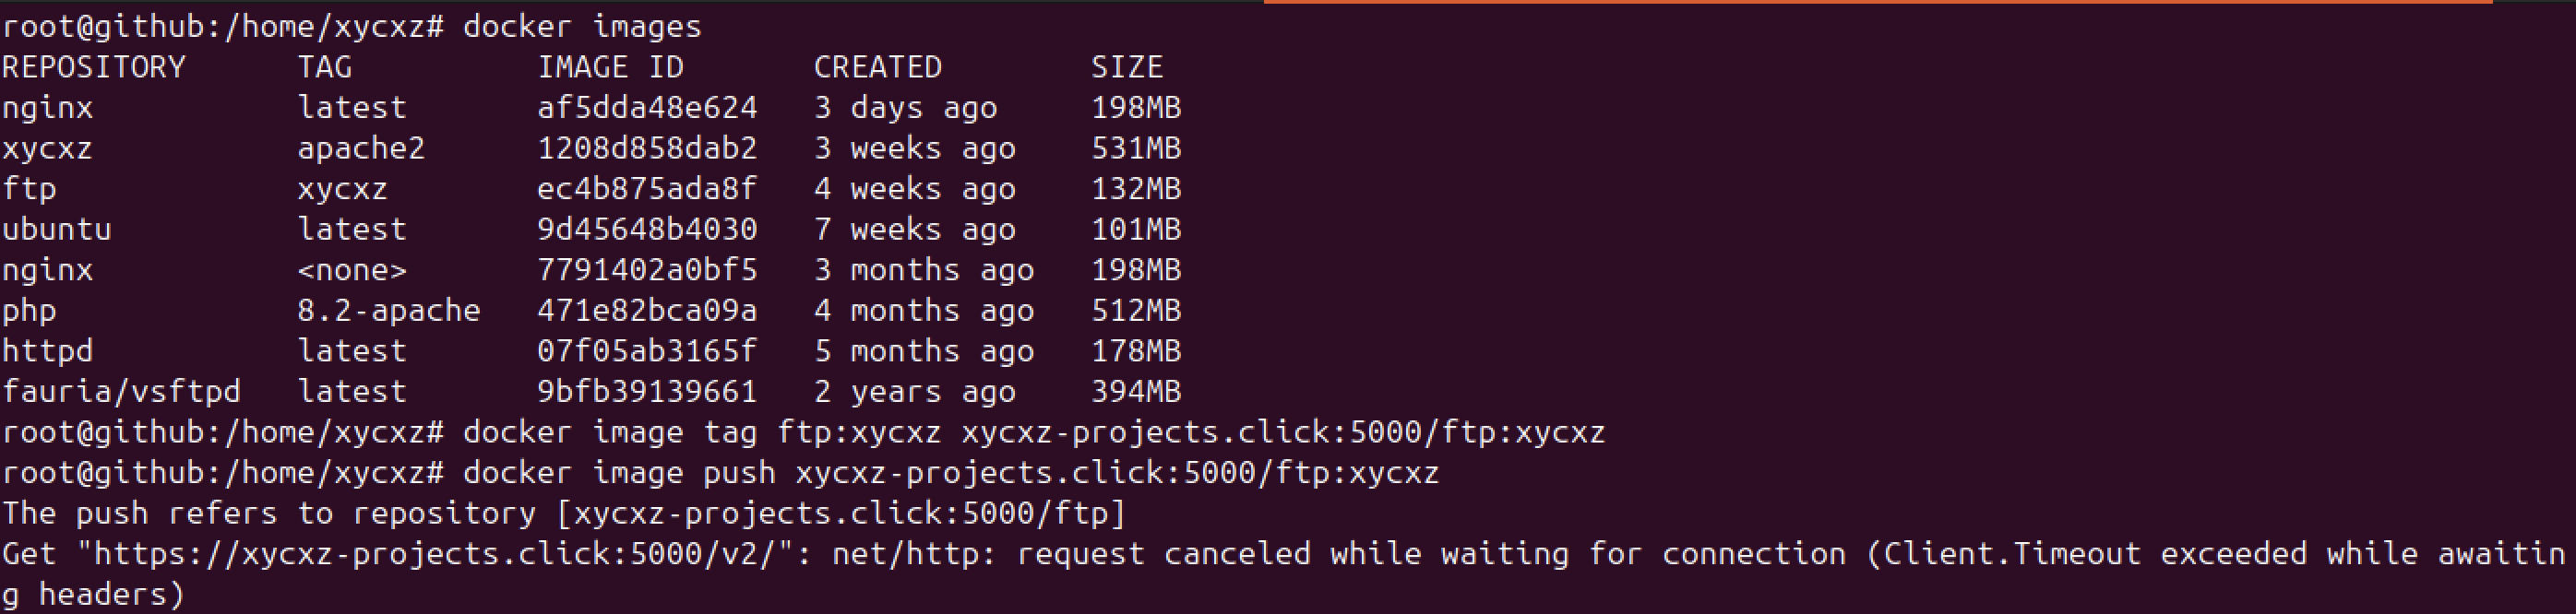 root@github:/home/xycxz# docker images
REPOSITORY      TAG          IMAGE ID       CREATED        SIZE
nginx           latest       af5dda48e624   3 days ago     198MB
xycxz           apache2      1208d858dab2   3 weeks ago    531MB
ftp             xycxz        ec4b875ada8f   4 weeks ago    132MB
ubuntu          latest       9d45648b4030   7 weeks ago    101MB
nginx           <none>       7791402a0bf5   3 months ago   198MB
php             8.2-apache   471e82bca09a   4 months ago   512MB
httpd           latest       07f05ab3165f   5 months ago   178MB
fauria/vsftpd   latest       9bfb39139661   2 years ago    394MB
root@github:/home/xycxz# docker image tag ftp:xycxz xycxz-projects.click:5000/ftp:xycxz
root@github:/home/xycxz# docker image push xycxz-projects.click:5000/ftp:xycxz
The push refers to repository [xycxz-projects.click:5000/ftp]
Get "https://xycxz-projects.click:5000/v2/": net/http: request canceled while waiting for connection (Client.Timeout exceeded while awaitin
g headers)